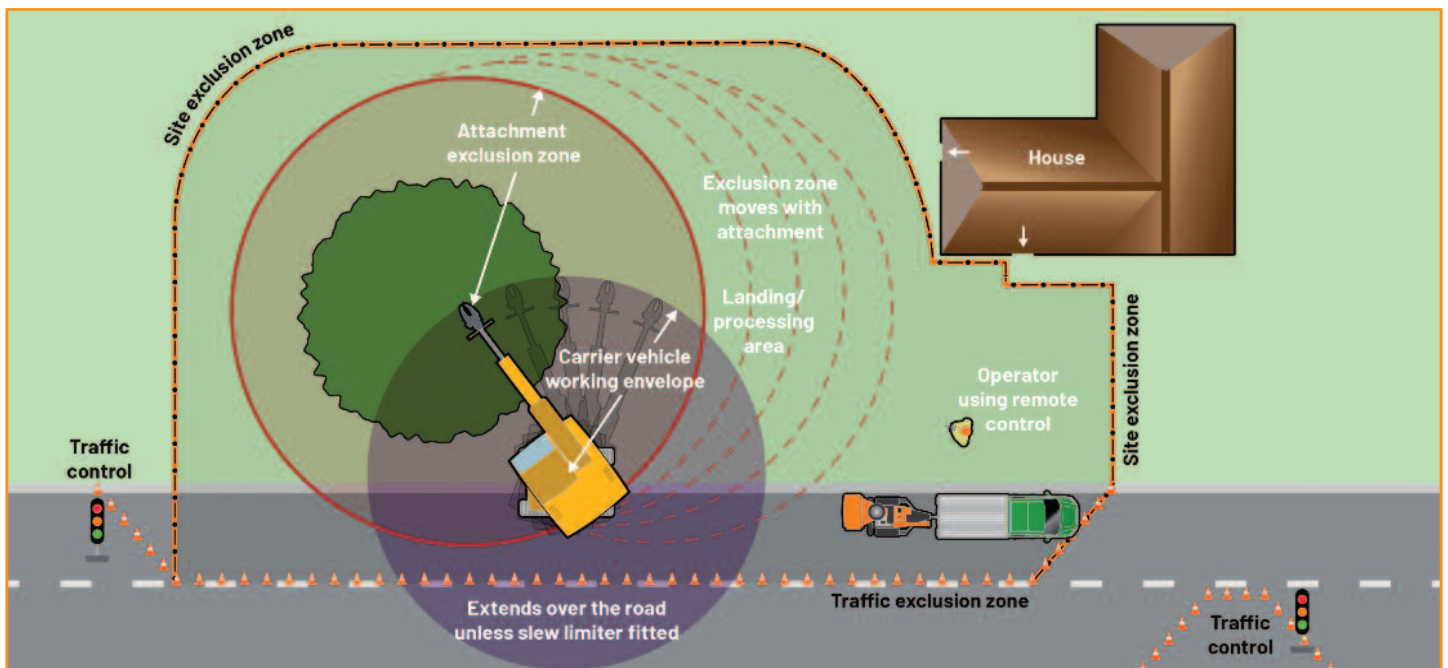 Site exclusion zone
Attachment
exclusion zone
House
Exclusion zone
moves with
attachment
Landing/
processing
area
Carrier vehicle
working envelope
Operator
using remote
control
Site exclusion zone
Traffic
control
Extends over the road
unless slew limiter fitted
Traffic exclusion zone
Traffic
control